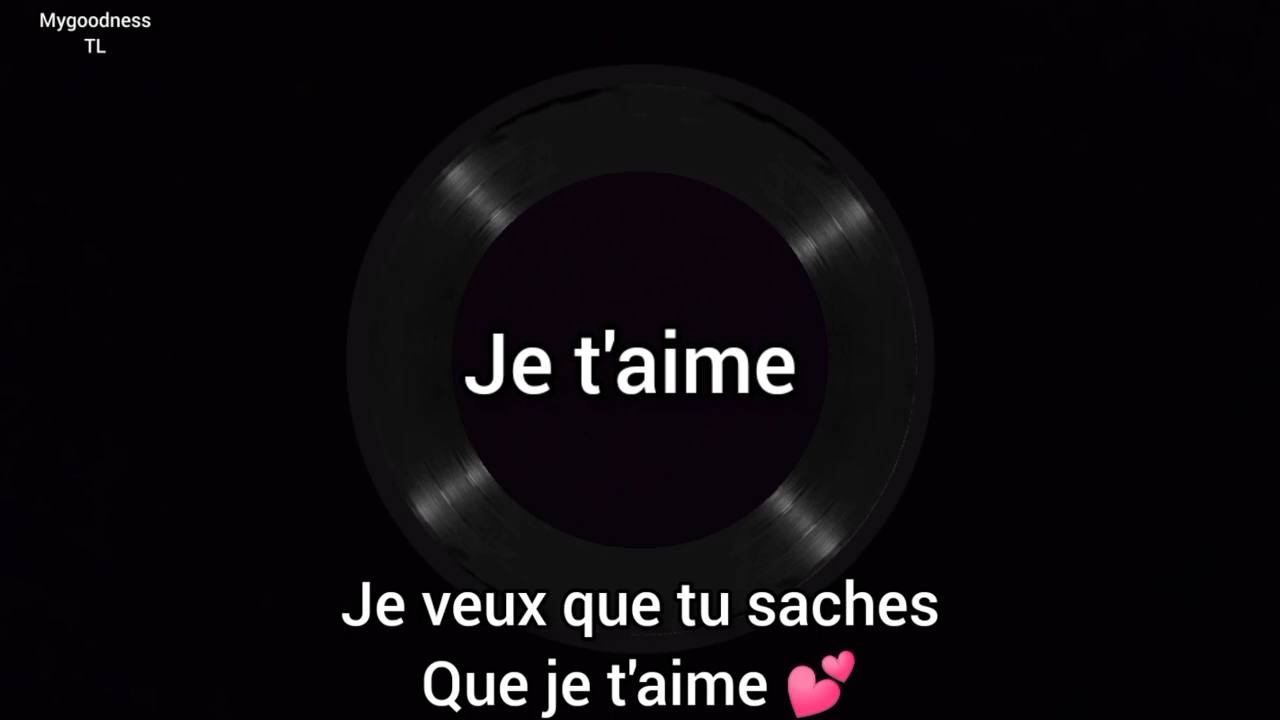 Mygoodness
TL
Je t'aime
Je veux que tu saches
Que je t'aime 💕